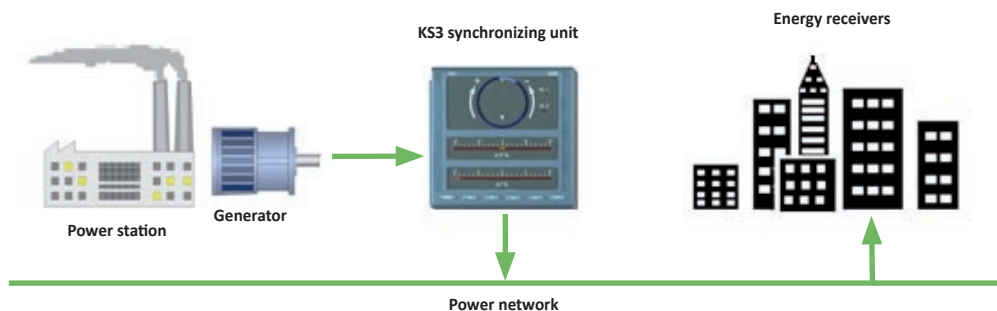 Energy receivers
KS3 synchronizing unit
Generator
Power station
Power network